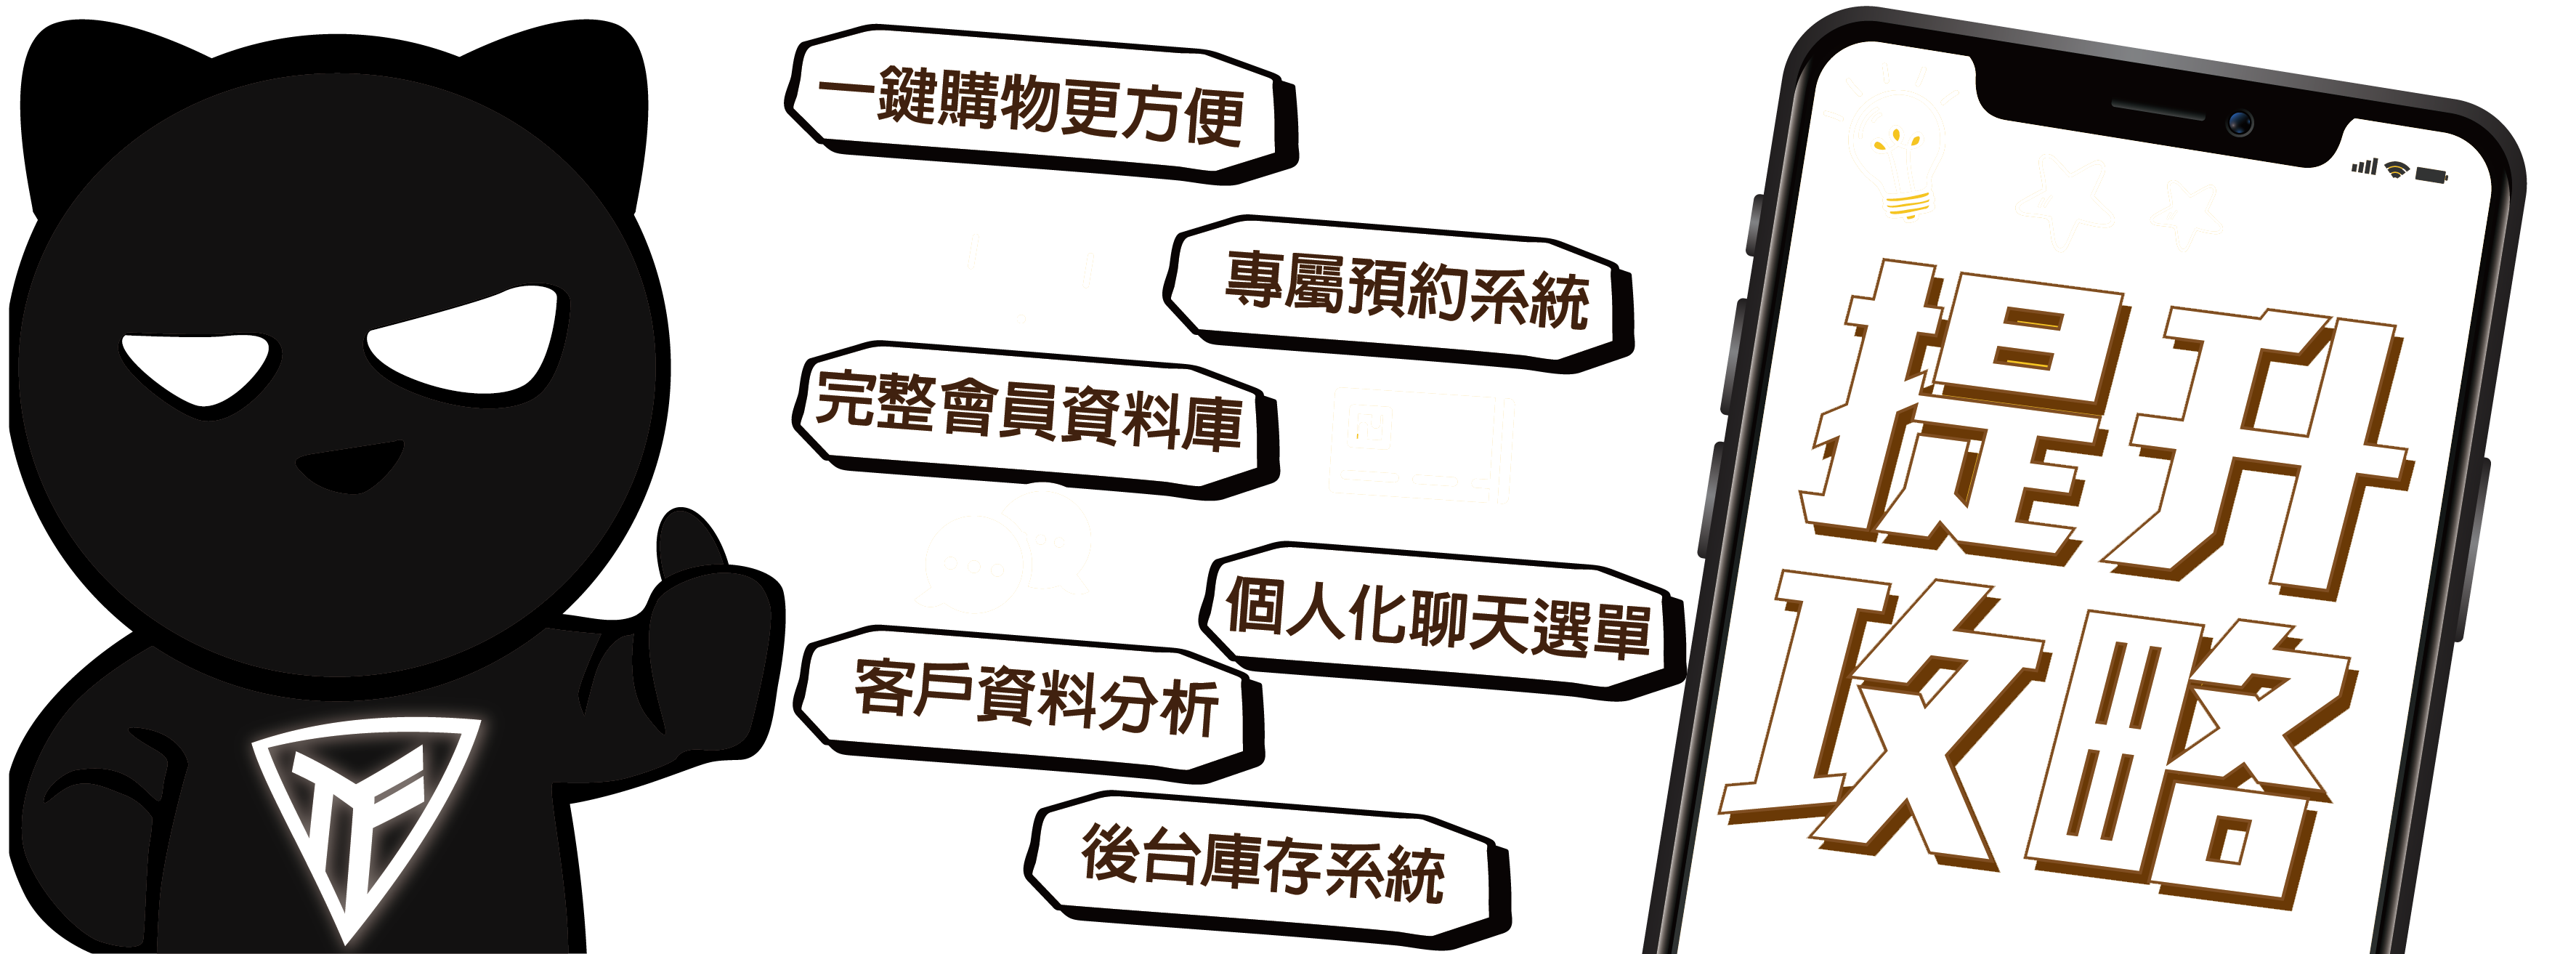 一鍵購物更方便
專屬預約系統
完整會員資料庫
個人化聊天選單
客戶資料分析
後台庫存系統
提升
攻略
TF